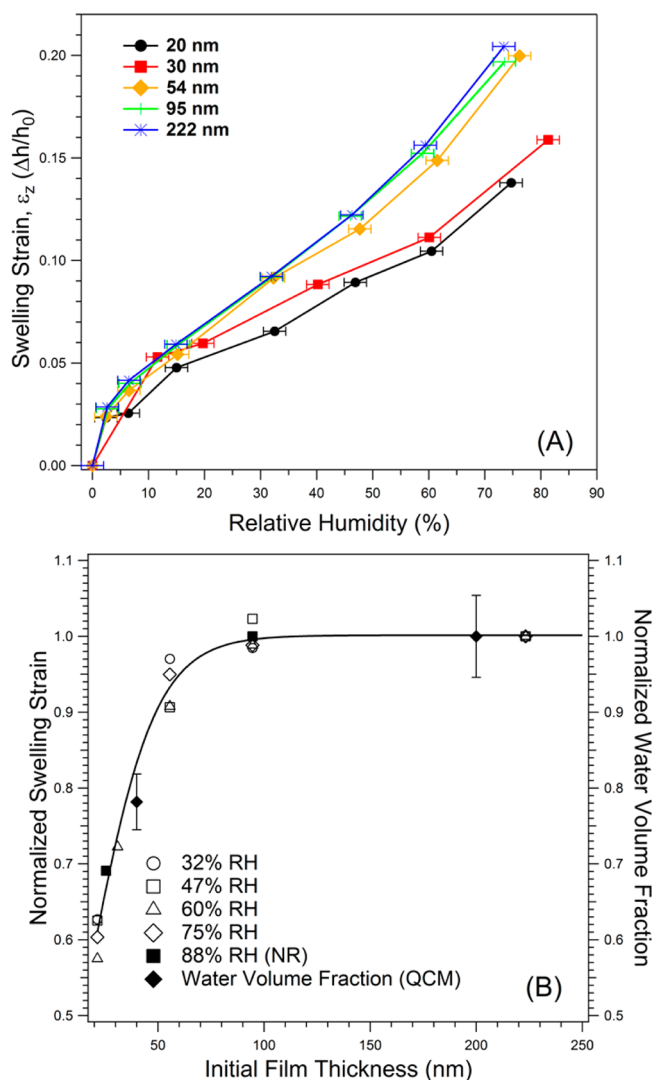 0.20
0.15
0.10
0.05
0.00
Swelling Strain, εz (Δh/h0)
20 nm
30 nm
54 nm
95 nm
222 nm
(A)
0 10 20 30 40 50 60 70 80 90
Relative Humidity (%)
1.1
1.0
0.9
0.8
0.7
0.6
0.5
Normalized Swelling Strain
32% RH
47% RH
60% RH
75% RH
88% RH (NR)
Water Volume Fraction (QCM)
(B)
1.1
1.0
0.9
0.8
0.7
0.6
0.5
Normalized Water Volume
Fraction
50 100 150 200 250
Initial Film Thickness (nm)